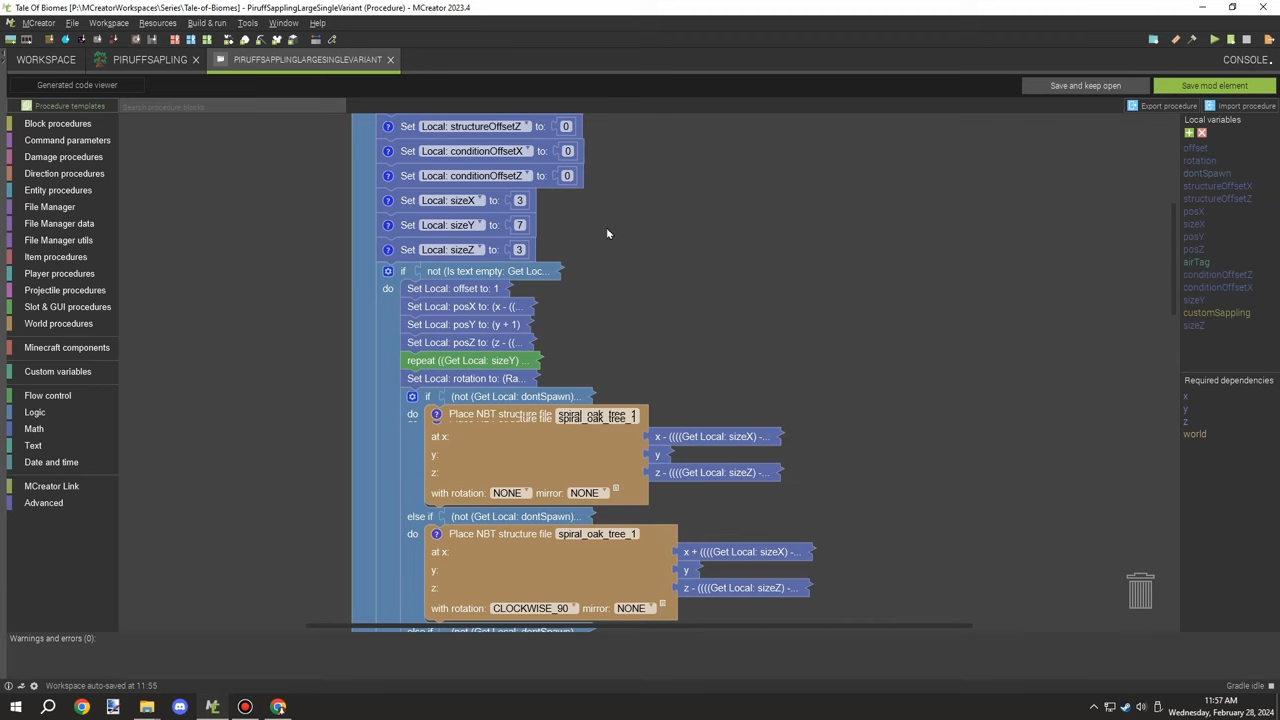 Tale Of Biomes [P:\MCreatorWorkspaces\Series\Tale-of-Biomes] - PiruffSapplingLargeSingleVariant (Procedure) - MCreator 2023.4
MCreator File Workspace Resources Build & run Tools Window Help
WORKSPACE PIRUFFSAPLING PIRUFFSAPPLINGLARGESINGLEVARIANT CONSOLE
Generated code viewer Save and keep open Save mod element
Procedure templates Search procedure blocks Export procedure Import procedure
Block procedures
Command parameters
Damage procedures
Direction procedures
Entity procedures
File Manager
File Manager data
File Manager utils
Item procedures
Player procedures
Projectile procedures
Slot & GUI procedures
World procedures
Minecraft components
Custom variables
Flow control
Logic
Math
Text
Date and time
MCreator Link
Advanced
Set Local: structureOffsetZ to: 0
Set Local: conditionOffsetX to: 0
Set Local: conditionOffsetZ to: 0
Set Local: sizeX to: 3
Set Local: sizeY to: 7
Set Local: sizeZ to: 3
if not (Is text empty: Get Loc...
do Set Local: offset to: 1
Set Local: posX to: (x - ((...
Set Local: posY to: (y + 1)
Set Local: posZ to: (z - ((...
repeat ((Get Local: sizeY) ...
Set Local: rotation to: (Ra...
if (not (Get Local: dontSpawn)...
do Place NBT structure file spiral_oak_tree_1
at x: x - ((((Get Local: sizeX) -...
y: y
z: z - ((((Get Local: sizeZ) -...
with rotation: NONE mirror: NONE
else if (not (Get Local: dontSpawn)...
do Place NBT structure file spiral_oak_tree_1
at x: x + ((((Get Local: sizeX) -...
y: y
z: z - ((((Get Local: sizeZ) -...
with rotation: CLOCKWISE_90 mirror: NONE
else if (not (Get Local: dontSpawn)...
Local variables
offset
rotation
dontSpawn
structureOffsetX
structureOffsetZ
posX
sizeX
posY
posZ
airTag
conditionOffsetZ
conditionOffsetX
sizeY
customSappling
sizeZ
Required dependencies
x
y
z
world
Warnings and errors (0):
Workspace auto-saved at 11:55 Gradle idle
11:57 AM
Wednesday, February 28, 2024